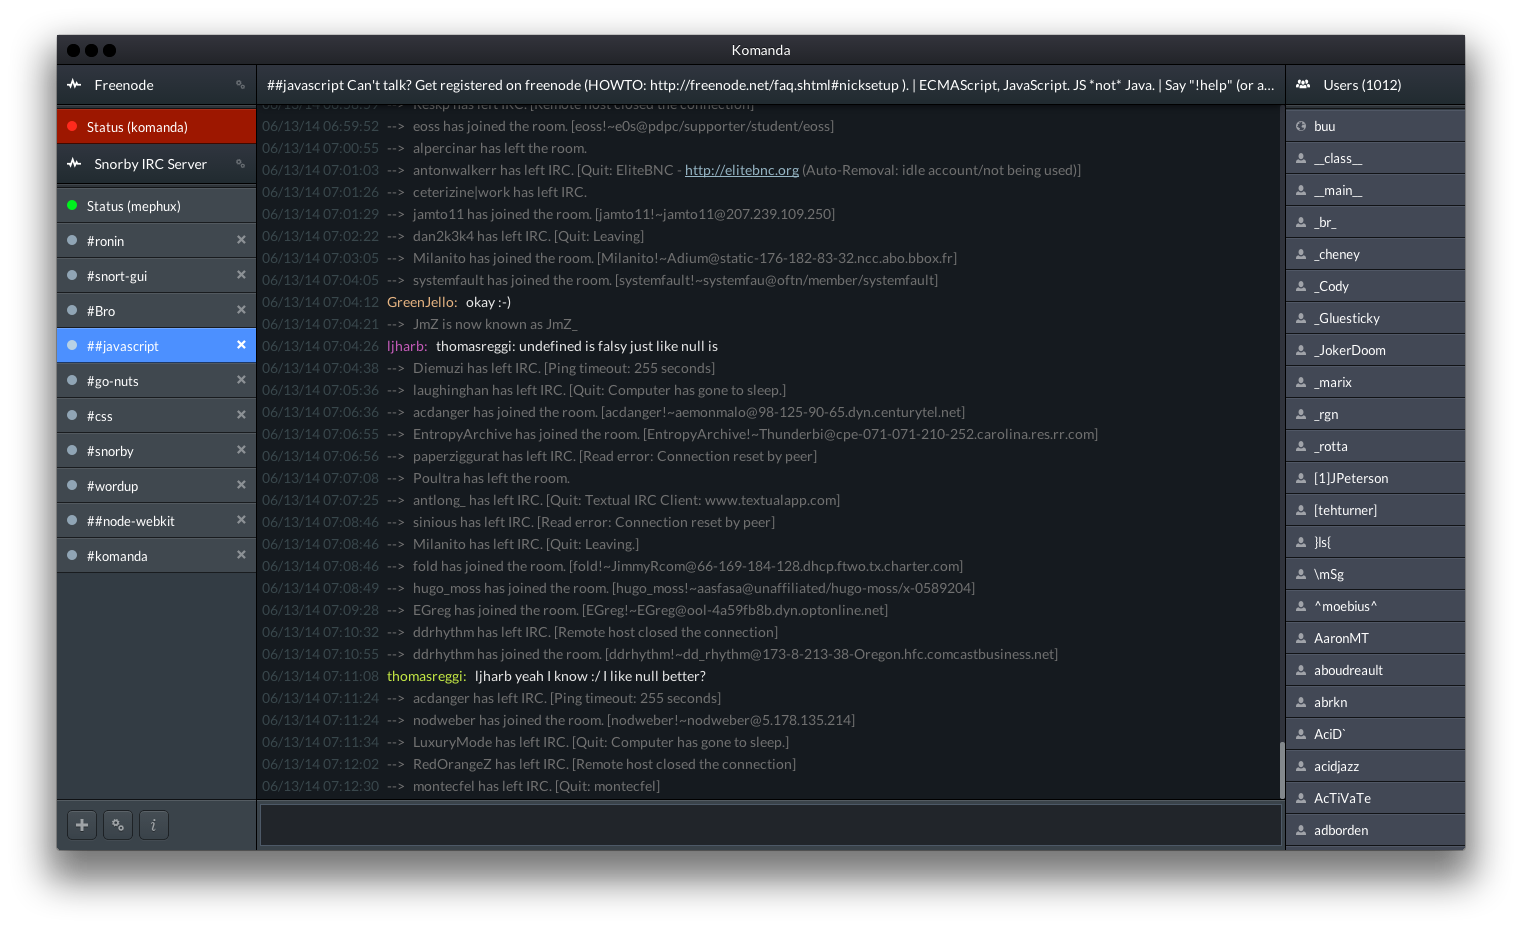 Komanda
Freenode
Status (komanda)
Snorby IRC Server
Status (mephux)
#ronin
#snort-gui
#Bro
##javascript
#go-nuts
#css
#snorby
#wordup
##node-webkit
#komanda
##javascript Can't talk? Get registered on freenode (HOWTO: http://freenode.net/faq.shtml#nicksetup ). | ECMAScript, JavaScript. JS *not* Java. | Say "!help" (or a...
--> Reskp has left IRC. [Remote host closed the connection]
06/13/14 06:59:52 --> eoss has joined the room. [eoss!~e0s@pdpc/supporter/student/eoss]
06/13/14 07:00:55 --> alpercinar has left the room.
06/13/14 07:01:03 --> antonwalkerr has left IRC. [Quit: EliteBNC - http://elitebnc.org (Auto-Removal: idle account/not being used)]
06/13/14 07:01:26 --> ceterizine|work has left IRC.
06/13/14 07:01:29 --> jamto11 has joined the room. [jamto11!~jamto11@207.239.109.250]
06/13/14 07:02:22 --> dan2k3k4 has left IRC. [Quit: Leaving]
06/13/14 07:03:05 --> Milanito has joined the room. [Milanito!~Adium@static-176-182-83-32.ncc.abo.bbox.fr]
06/13/14 07:04:05 --> systemfault has joined the room. [systemfault!~systemfau@oftn/member/systemfault]
06/13/14 07:04:12 GreenJello: okay :-)
06/13/14 07:04:21 --> JmZ is now known as JmZ_
06/13/14 07:04:26 ljharb: thomasreggi: undefined is falsy just like null is
06/13/14 07:04:38 --> Diemuzi has left IRC. [Ping timeout: 255 seconds]
06/13/14 07:05:36 --> laughinghan has left IRC. [Quit: Computer has gone to sleep.]
06/13/14 07:06:36 --> acdanger has joined the room. [acdanger!~aemonmalo@98-125-90-65.dyn.centurytel.net]
06/13/14 07:06:55 --> EntropyArchive has joined the room. [EntropyArchive!~Thunderbi@cpe-071-071-210-252.carolina.res.rr.com]
06/13/14 07:06:56 --> paperziggurat has left IRC. [Read error: Connection reset by peer]
06/13/14 07:07:08 --> Poultra has left the room.
06/13/14 07:07:25 --> antlong_ has left IRC. [Quit: Textual IRC Client: www.textualapp.com]
06/13/14 07:08:46 --> sinious has left IRC. [Read error: Connection reset by peer]
06/13/14 07:08:46 --> Milanito has left IRC. [Quit: Leaving.]
06/13/14 07:08:46 --> fold has joined the room. [fold!~JimmyRcom@66-169-184-128.dhcp.ftwo.tx.charter.com]
06/13/14 07:08:49 --> hugo_moss has joined the room. [hugo_moss!~aasfasa@unaffiliated/hugo-moss/x-0589204]
06/13/14 07:09:28 --> EGreg has joined the room. [EGreg!~EGreg@ool-4a59fb8b.dyn.optonline.net]
06/13/14 07:10:32 --> ddrhythm has left IRC. [Remote host closed the connection]
06/13/14 07:10:55 --> ddrhythm has joined the room. [ddrhythm!~dd_rhythm@173-8-213-38-Oregon.hfc.comcastbusiness.net]
06/13/14 07:11:08 thomasreggi: ljharb yeah I know :/ I like null better?
06/13/14 07:11:24 --> acdanger has left IRC. [Ping timeout: 255 seconds]
06/13/14 07:11:24 --> nodweber has joined the room. [nodweber!~nodweber@5.178.135.214]
06/13/14 07:11:34 --> LuxuryMode has left IRC. [Quit: Computer has gone to sleep.]
06/13/14 07:12:02 --> RedOrangeZ has left IRC. [Remote host closed the connection]
06/13/14 07:12:30 --> montecfel has left IRC. [Quit: montecfel]
Users (1012)
buu
__class__
__main__
_br_
_cheney
_Cody
_Gluesticky
_JokerDoom
_marix
_rgn
_rotta
[1]JPeterson
[tehturner]
}ls{
\mSg
^moebius^
AaronMT
aboudreault
abrkn
AciD`
acidjazz
AcTiVaTe
adborden